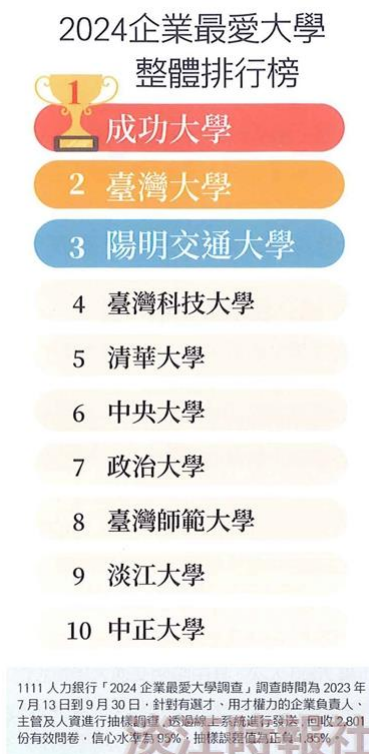 2024企業最愛大學
整體排行榜
1 成功大學
2 臺灣大學
3 陽明交通大學
4 臺灣科技大學
5 清華大學
6 中央大學
7 政治大學
8 臺灣師範大學
9 淡江大學
10 中正大學
1111 人力銀行「2024 企業最愛大學調查」調查時間為 2023 年
7 月 13 日到 9 月 30 日，針對有選才、用才權力的企業負責人、
主管及人資進行抽樣調查，透過線上系統進行發送，回收 2,801
份有效問卷，信心水準為 95%，抽樣誤差值為正負 1.85%。